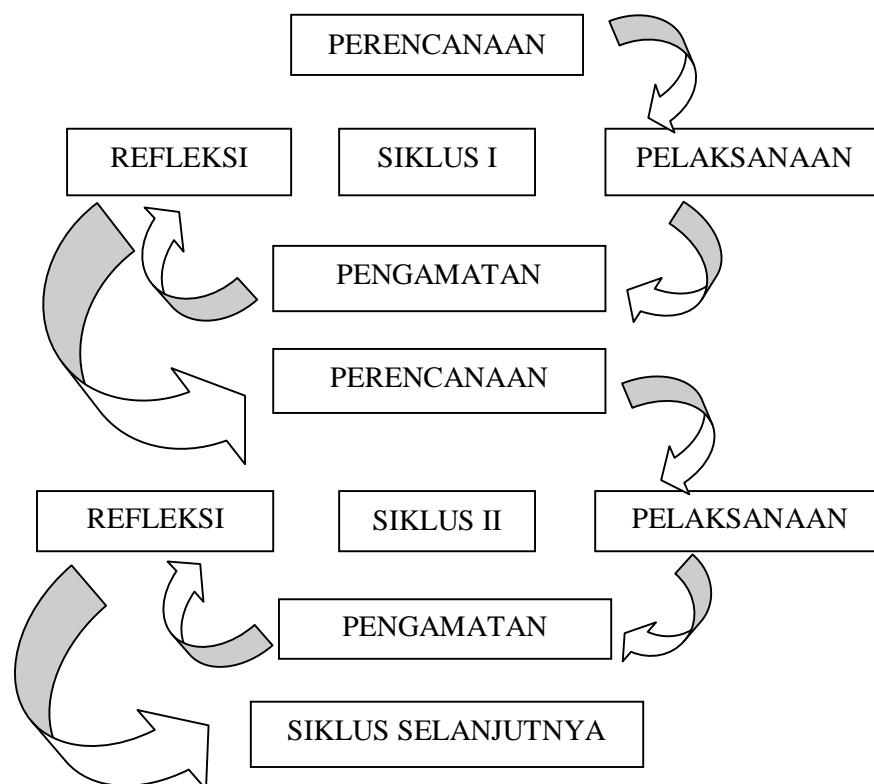 PERENCANAAN
REFLEKSI
SIKLUS I
PELAKSANAAN
PENGAMATAN
PERENCANAAN
REFLEKSI
SIKLUS II
PELAKSANAAN
PENGAMATAN
SIKLUS SELANJUTNYA